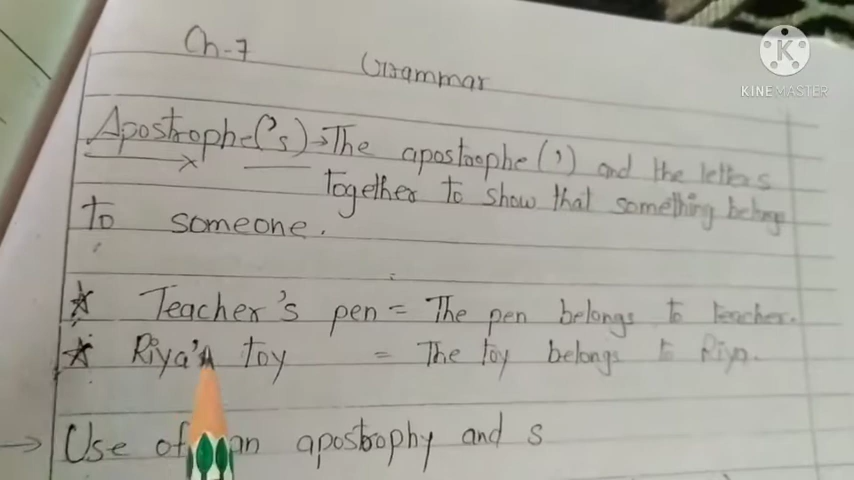 Ch-7 Grammar
KINEMASTER
Apostrophe('s)→The apostrophe (') and the letter s
together to show that something belongs
to someone.
* Teacher's pen = The pen belongs to teacher.
* Riya's toy = The toy belongs to Riya.
→ Use of an apostrophy and s